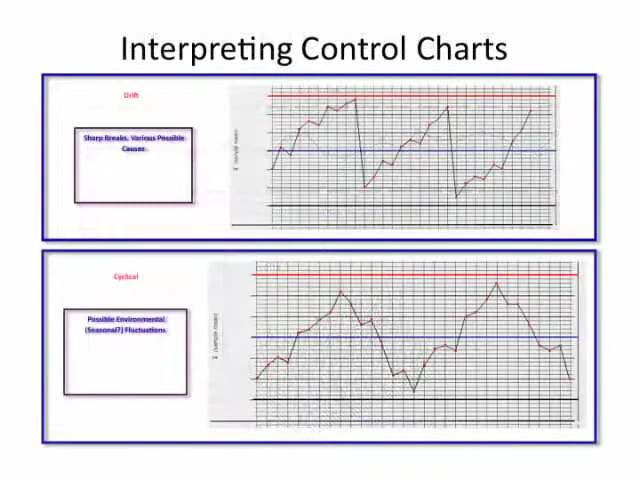 Interpreting Control Charts
Drift
Sharp Breaks, Various Possible
Causes
x̄ (sample mean)
Cyclical
Possible Environmental
(Seasonal?) Fluctuations
x̄ (sample mean)